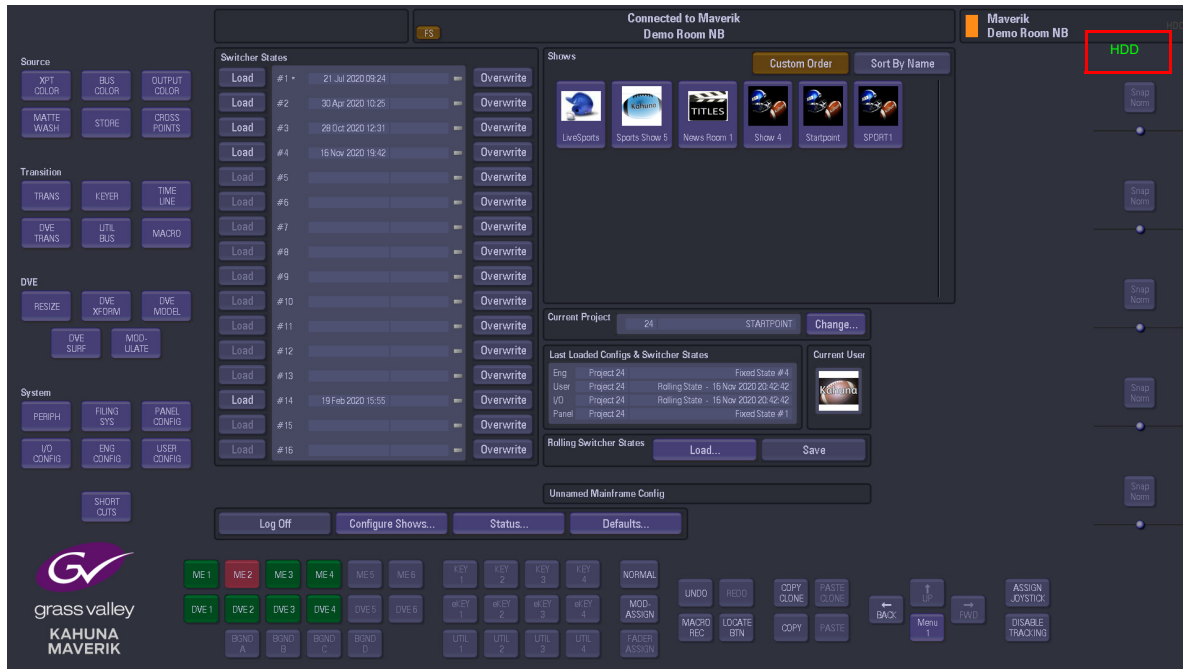 Connected to Maverik
Demo Room NB
FS
Maverik
Demo Room NB
HDD
HDD
Source
XPT COLOR
BUS COLOR
OUTPUT COLOR
MATTE WASH
STORE
CROSS POINTS
Transition
TRANS
KEYER
TIME LINE
DVE TRANS
UTIL BUS
MACRO
DVE
RESIZE
DVE XFORM
DVE MODEL
DVE SURF
MOD- ULATE
System
PERIPH
FILING SYS
PANEL CONFIG
I/O CONFIG
ENG CONFIG
USER CONFIG
SHORT CUTS
Switcher States
Load #1 * 21 Jul 2020 09:24 Overwrite
Load #2 30 Apr 2020 10:25 Overwrite
Load #3 28 Oct 2020 12:31 Overwrite
Load #4 16 Nov 2020 19:42 Overwrite
Load #5 Overwrite
Load #6 Overwrite
Load #7 Overwrite
Load #8 Overwrite
Load #9 Overwrite
Load #10 Overwrite
Load #11 Overwrite
Load #12 Overwrite
Load #13 Overwrite
Load #14 19 Feb 2020 15:55 Overwrite
Load #15 Overwrite
Load #16 Overwrite
Shows
Custom Order
Sort By Name
Kahuna
TITLES
LiveSports
Sports Show 5
News Room 1
Show 4
Startpoint
SPORT1
Current Project
24 STARTPOINT
Change...
Last Loaded Configs & Switcher States
Eng Project 24 Fixed State #4
User Project 24 Rolling State - 16 Nov 2020 20:42:42
I/O Project 24 Rolling State - 16 Nov 2020 20:42:42
Panel Project 24 Fixed State #1
Current User
Kahuna
Rolling Switcher States
Load...
Save
Unnamed Mainframe Config
Log Off
Configure Shows...
Status...
Defaults...
Snap Norm
Snap Norm
Snap Norm
Snap Norm
Snap Norm
GV
grass valley
KAHUNA
MAVERIK
ME 1
ME 2
ME 3
ME 4
ME 5
ME 6
DVE 1
DVE 2
DVE 3
DVE 4
DVE 5
DVE 6
BGND A
BGND B
BGND C
BGND D
KEY 1
KEY 2
KEY 3
KEY 4
eKEY 1
eKEY 2
eKEY 3
eKEY 4
UTIL 1
UTIL 2
UTIL 3
UTIL 4
NORMAL
MOD- ASSIGN
FADER ASSIGN
UNDO
REDO
MACRO REC
LOCATE BTN
COPY CLONE
PASTE CLONE
COPY
PASTE
BACK
UP
Menu 1
FWD
ASSIGN JOYSTICK
DISABLE TRACKING